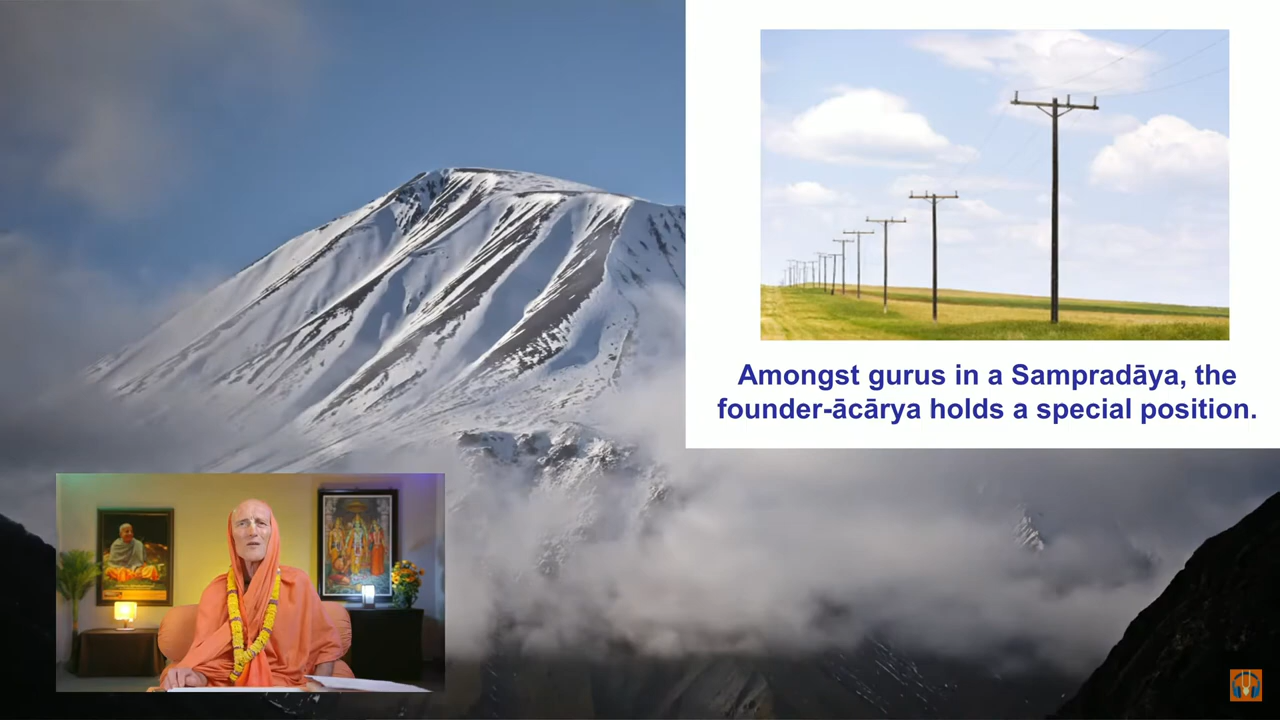 Amongst gurus in a Sampradāya, the
founder-ācārya holds a special position.